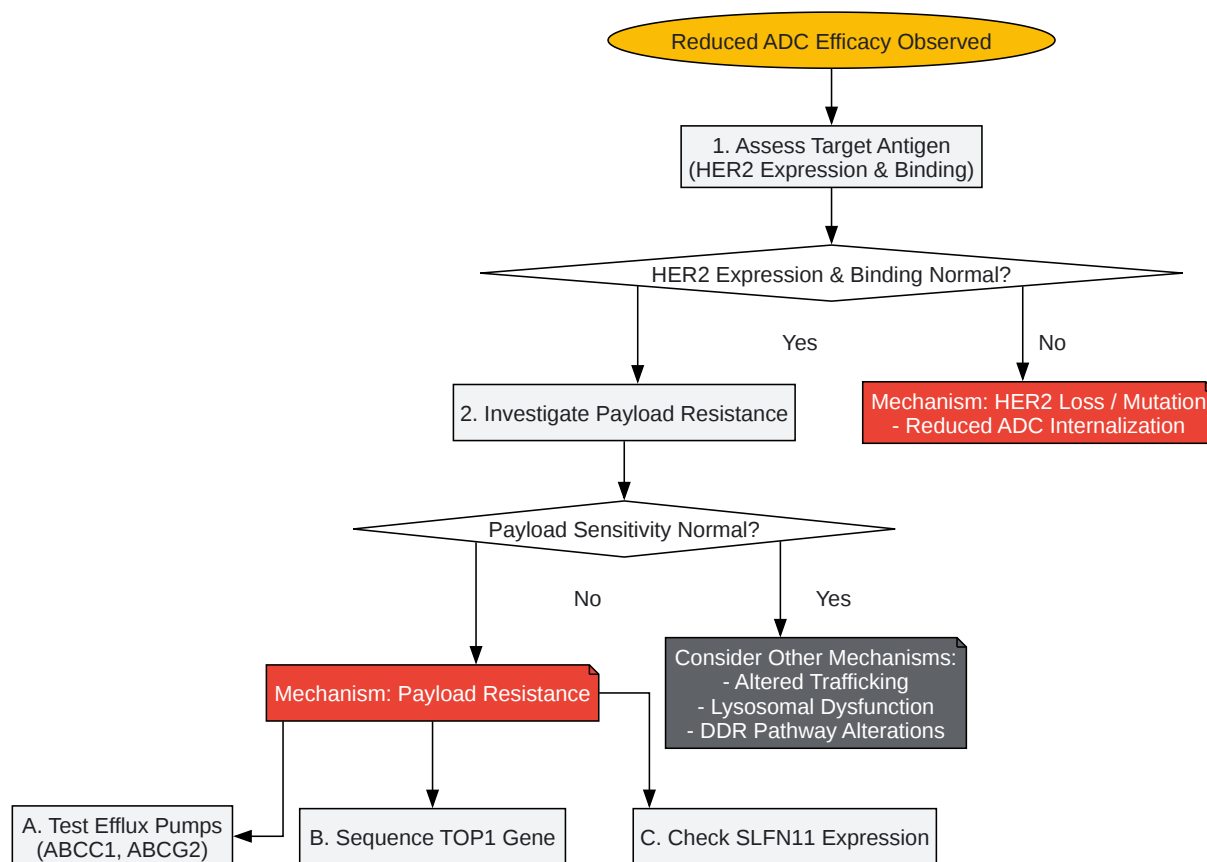 Reduced ADC Efficacy Observed
1. Assess Target Antigen
(HER2 Expression & Binding)
HER2 Expression & Binding Normal?
Yes
No
2. Investigate Payload Resistance
Mechanism: HER2 Loss / Mutation
- Reduced ADC Internalization
Payload Sensitivity Normal?
No
Yes
Mechanism: Payload Resistance
Consider Other Mechanisms:
- Altered Trafficking
- Lysosomal Dysfunction
- DDR Pathway Alterations
A. Test Efflux Pumps
(ABCC1, ABCG2)
B. Sequence TOP1 Gene
C. Check SLFN11 Expression